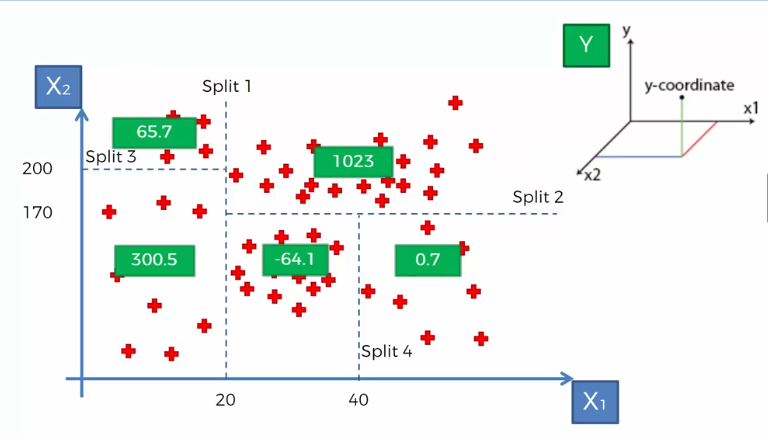 X2
Split 1
65.7
Split 3
200
170
1023
Split 2
300.5
-64.1
0.7
Split 4
20
40
X1
Y
y
y-coordinate
x1
x2